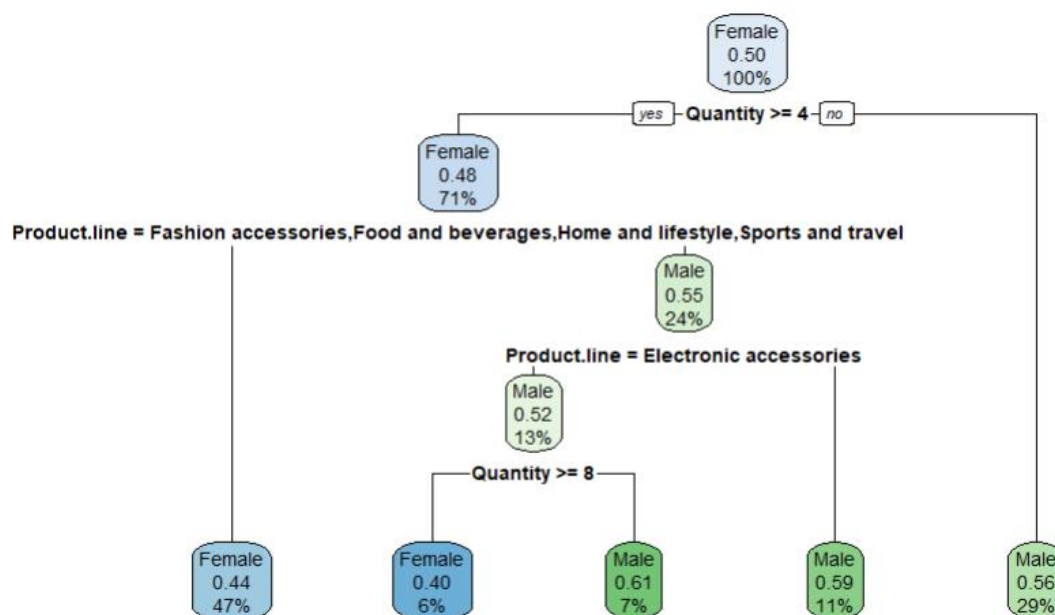 Female
0.50
100%
yes Quantity >= 4 no
Female
0.48
71%
Product.line = Fashion accessories,Food and beverages,Home and lifestyle,Sports and travel
Male
0.55
24%
Product.line = Electronic accessories
Male
0.52
13%
Quantity >= 8
Female
0.44
47%
Female
0.40
6%
Male
0.61
7%
Male
0.59
11%
Male
0.56
29%